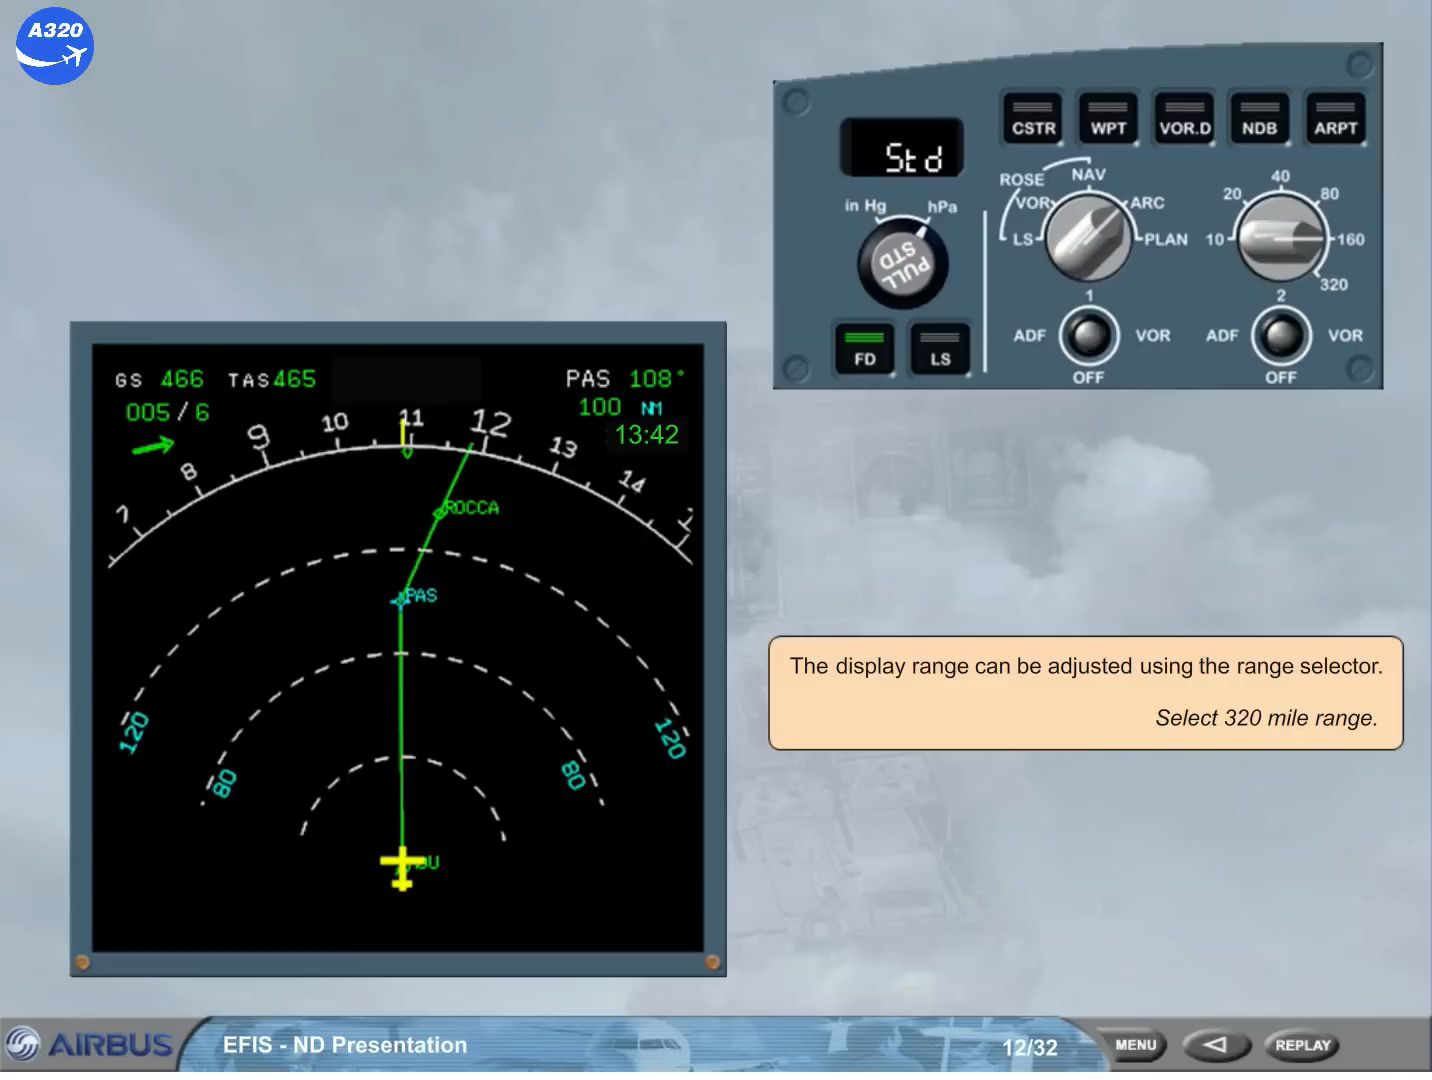 A320
Std
in Hg
hPa
PULL
STD
FD
LS
CSTR
WPT
VOR.D
NDB
ARPT
ROSE
NAV
VOR
ARC
LS
PLAN
10
20
40
80
160
320
1
ADF
VOR
OFF
2
ADF
VOR
OFF
GS 466 TAS465
005 / 6
PAS 108°
100 NM
13:42
7
8
9
10
11
12
13
14
ROCCA
PAS
120
120
80
80
The display range can be adjusted using the range selector.
Select 320 mile range.
AIRBUS
EFIS - ND Presentation
12/32
MENU
REPLAY